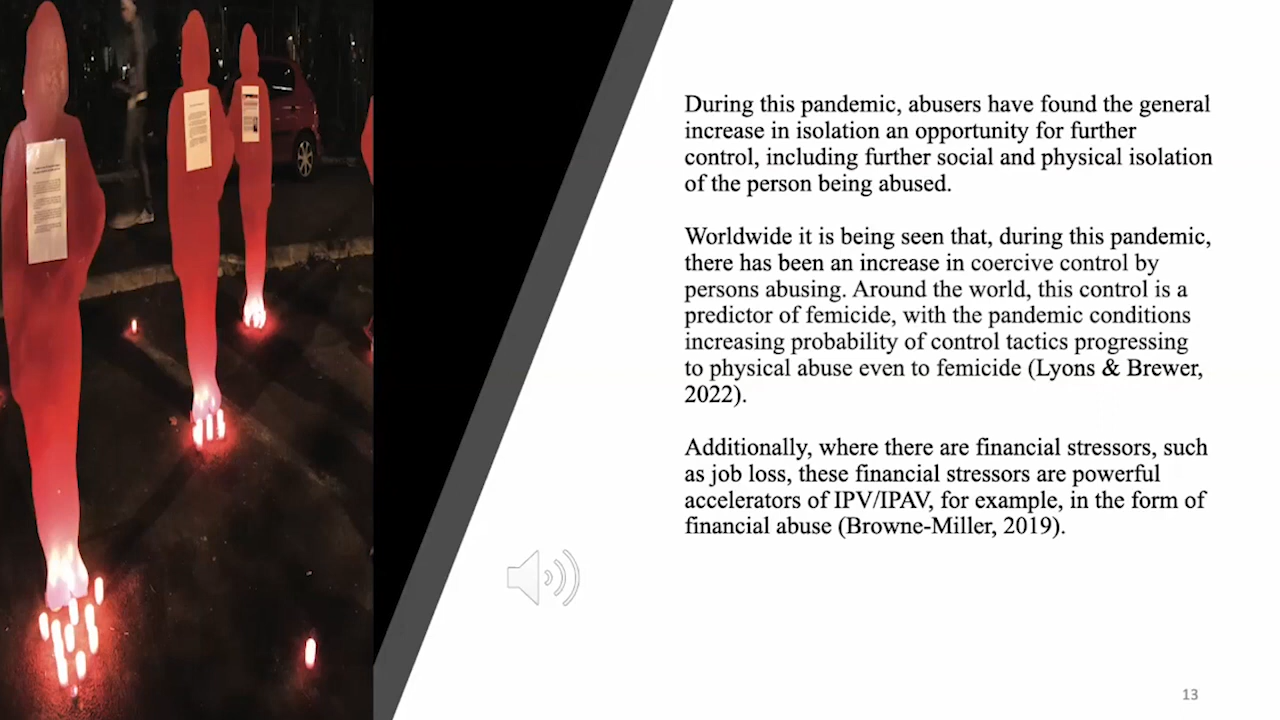 During this pandemic, abusers have found the general
increase in isolation an opportunity for further
control, including further social and physical isolation
of the person being abused.
Worldwide it is being seen that, during this pandemic,
there has been an increase in coercive control by
persons abusing. Around the world, this control is a
predictor of femicide, with the pandemic conditions
increasing probability of control tactics progressing
to physical abuse even to femicide (Lyons & Brewer,
2022).
Additionally, where there are financial stressors, such
as job loss, these financial stressors are powerful
accelerators of IPV/IPAV, for example, in the form of
financial abuse (Browne-Miller, 2019).
13